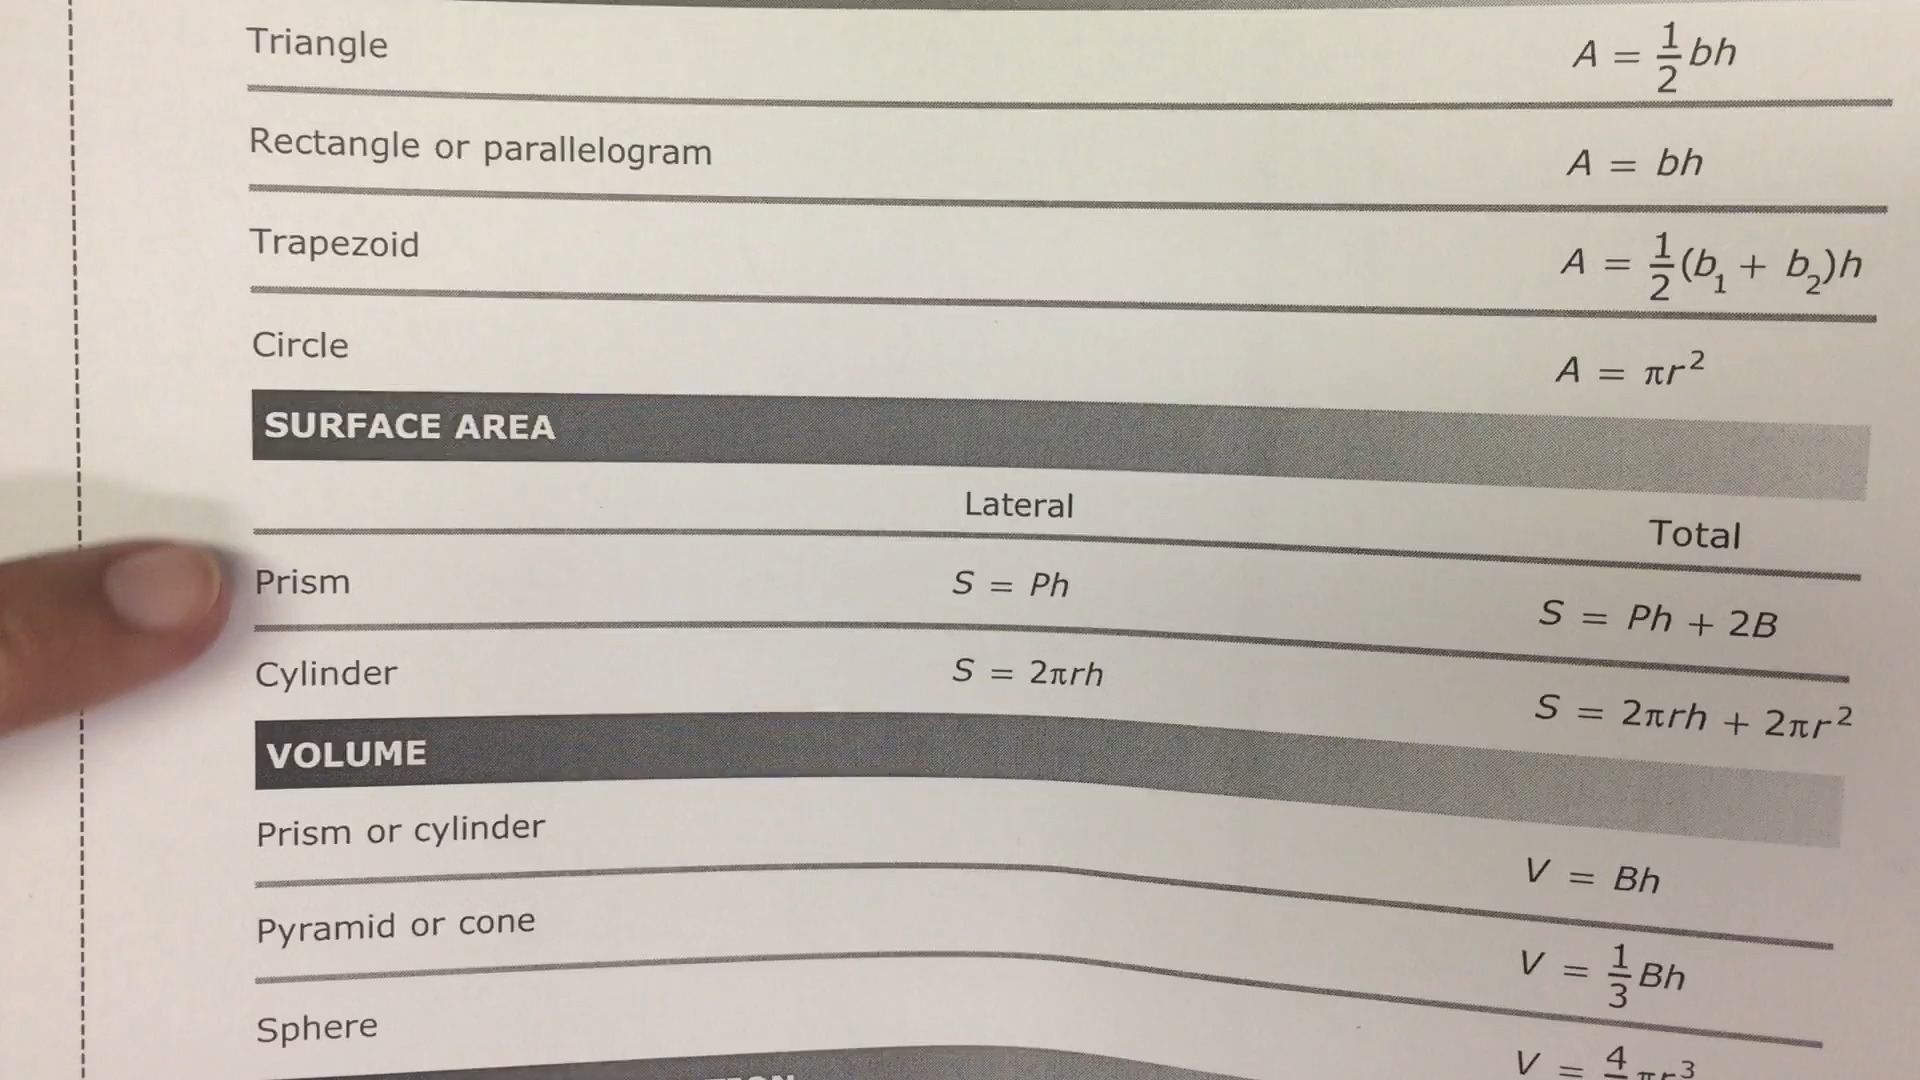 Triangle A = 1/2 bh
Rectangle or parallelogram A = bh
Trapezoid A = 1/2 (b₁ + b₂)h
Circle A = πr²
SURFACE AREA
Lateral Total
Prism S = Ph S = Ph + 2B
Cylinder S = 2πrh S = 2πrh + 2πr²
VOLUME
Prism or cylinder V = Bh
Pyramid or cone V = 1/3 Bh
Sphere V = 4 πr³